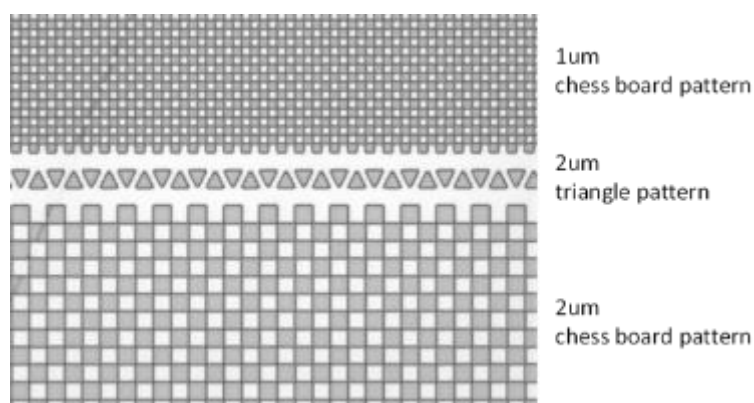 1um
chess board pattern
2um
triangle pattern
2um
chess board pattern